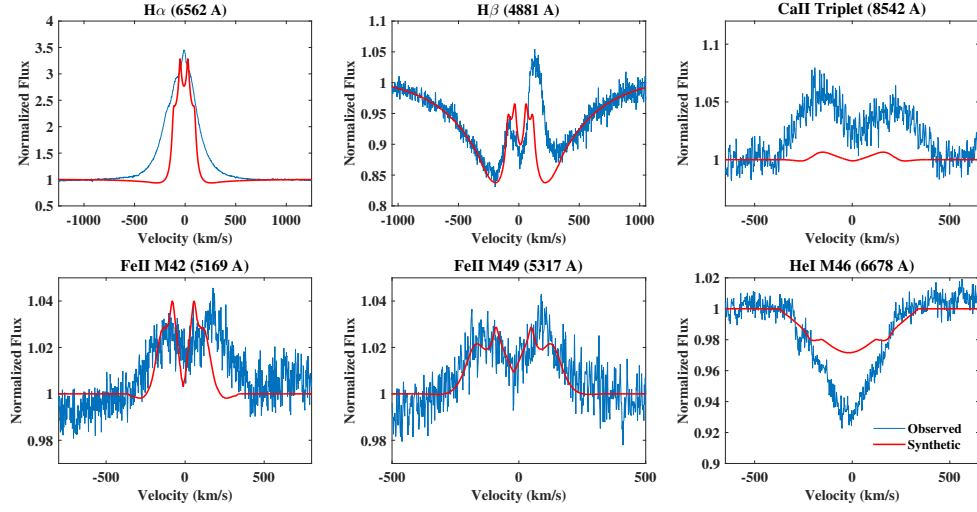 Hα (6562 A)
Normalized Flux
4
3.5
3
2.5
2
1.5
1
0.5
-1000 -500 0 500 1000
Velocity (km/s)
Hβ (4881 A)
Normalized Flux
1.1
1.05
1
0.95
0.9
0.85
0.8
-1000 -500 0 500 1000
Velocity (km/s)
CaII Triplet (8542 A)
Normalized Flux
1.1
1.05
1
-500 0 500
Velocity (km/s)
FeII M42 (5169 A)
Normalized Flux
1.04
1.02
1
0.98
-500 0 500
Velocity (km/s)
FeII M49 (5317 A)
Normalized Flux
1.04
1.02
1
0.98
-500 0 500
Velocity (km/s)
HeI M46 (6678 A)
Normalized Flux
1.02
1
0.98
0.96
0.94
0.92
0.9
-500 0 500
Velocity (km/s)
Observed
Synthetic